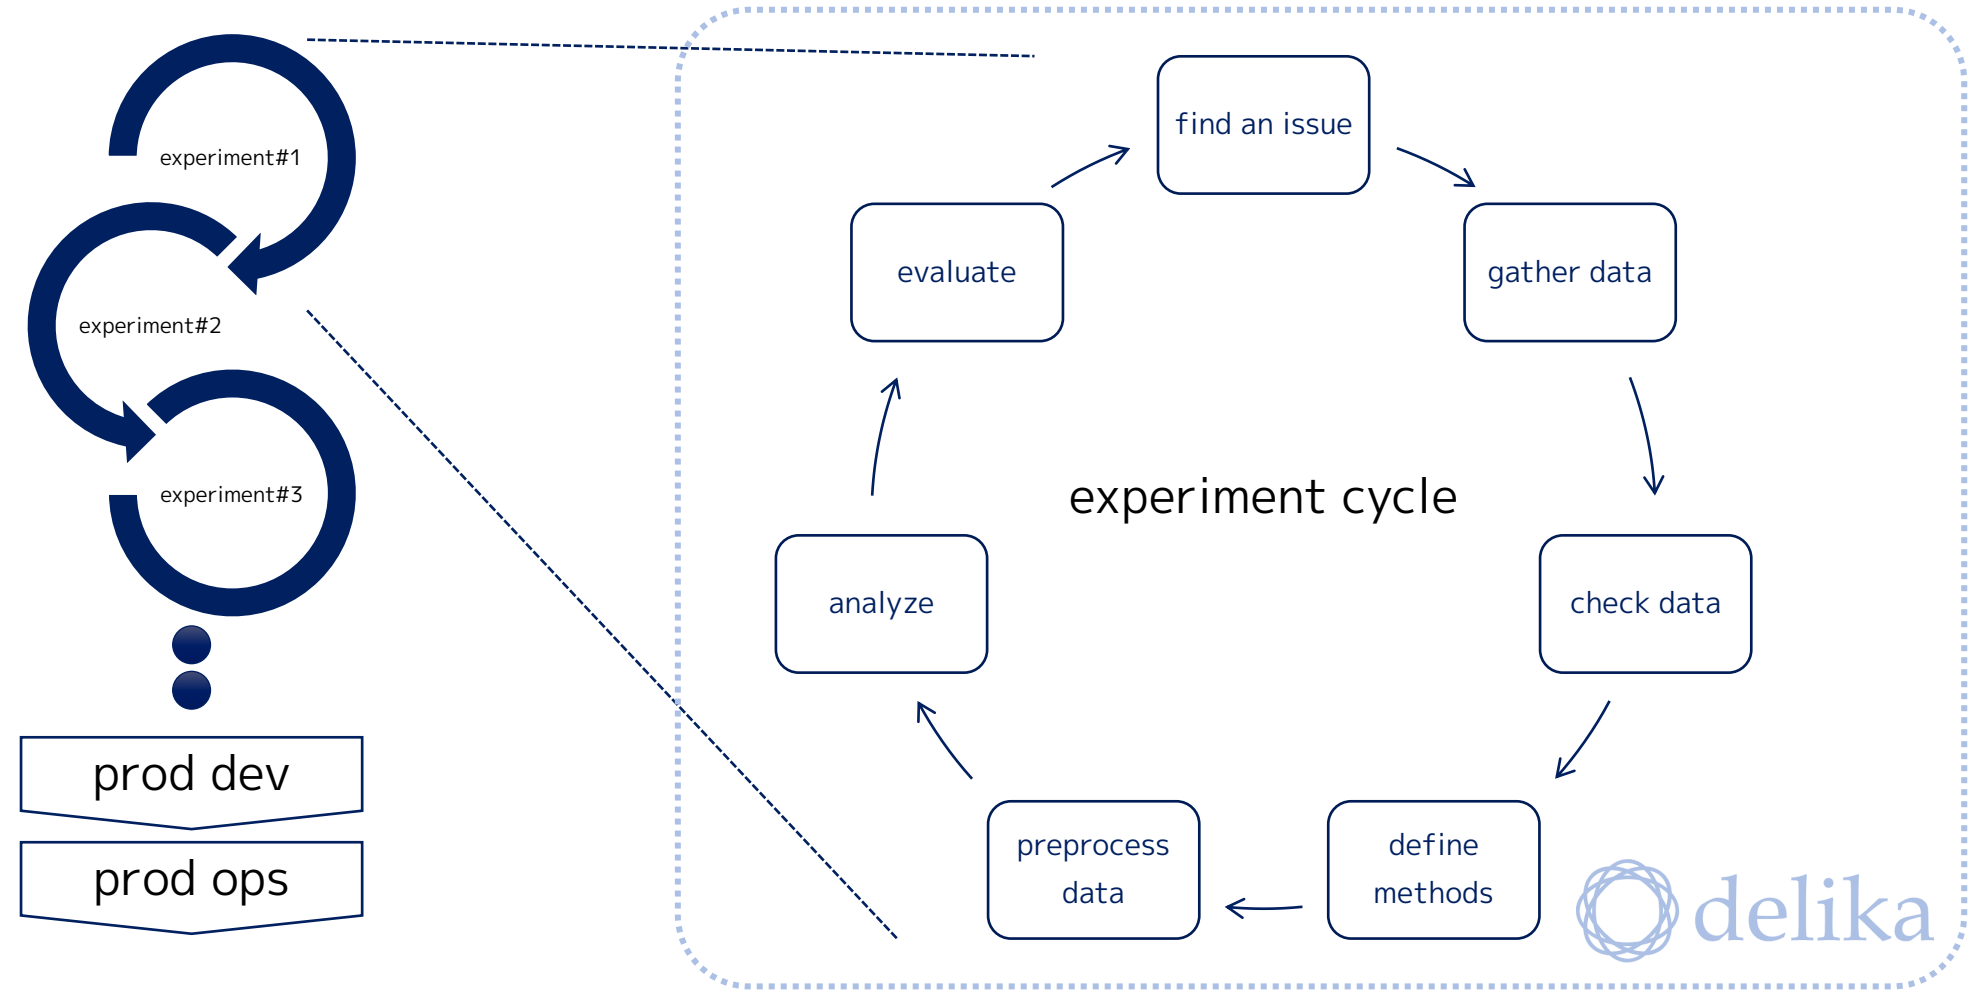 experiment#1
experiment#2
experiment#3
prod dev
prod ops
find an issue
gather data
check data
define
methods
preprocess
data
analyze
evaluate
experiment cycle
delika